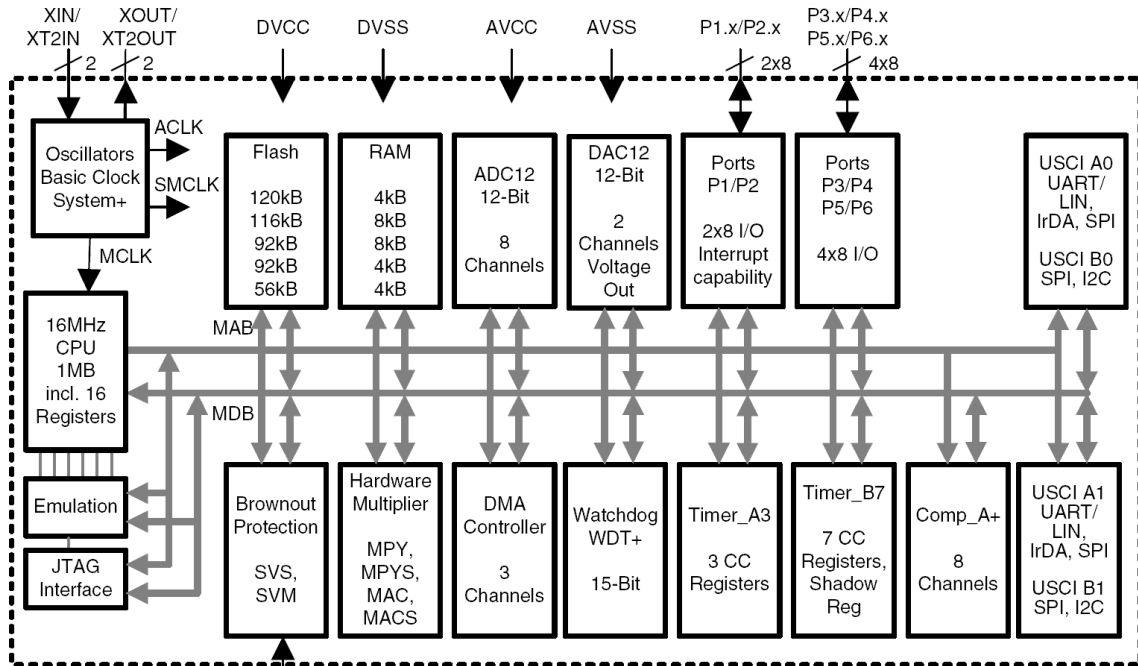 XIN/
XT2IN
XOUT/
XT2OUT
DVCC
DVSS
AVCC
AVSS
P1.x/P2.x
P3.x/P4.x
P5.x/P6.x
2
2
2x8
4x8
Oscillators
Basic Clock
System+
ACLK
SMCLK
MCLK
Flash
120kB
116kB
92kB
92kB
56kB
RAM
4kB
8kB
8kB
4kB
4kB
ADC12
12-Bit
8
Channels
DAC12
12-Bit
2
Channels
Voltage
Out
Ports
P1/P2
2x8 I/O
Interrupt
capability
Ports
P3/P4
P5/P6
4x8 I/O
USCI A0
UART/
LIN,
IrDA, SPI
USCI B0
SPI, I2C
16MHz
CPU
1MB
incl. 16
Registers
MAB
MDB
Emulation
JTAG
Interface
Brownout
Protection
SVS,
SVM
Hardware
Multiplier
MPY,
MPYS,
MAC,
MACS
DMA
Controller
3
Channels
Watchdog
WDT+
15-Bit
Timer_A3
3 CC
Registers
Timer_B7
7 CC
Registers,
Shadow
Reg
Comp_A+
8
Channels
USCI A1
UART/
LIN,
IrDA, SPI
USCI B1
SPI, I2C